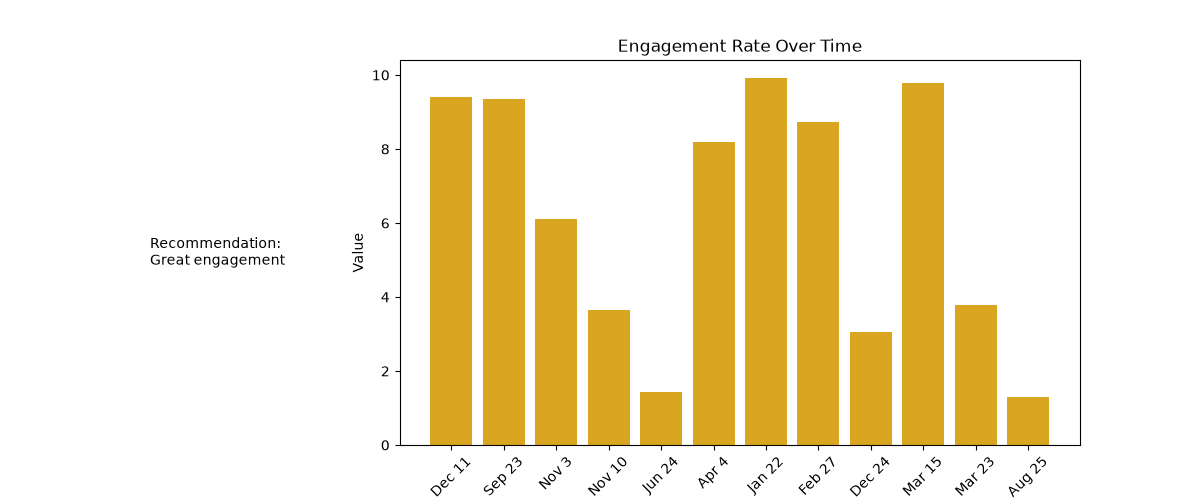 Engagement Rate Over Time
Recommendation:
Great engagement
Value
10
8
6
4
2
0
Dec 11
Sep 23
Nov 3
Nov 10
Jun 24
Apr 4
Jan 22
Feb 27
Dec 24
Mar 15
Mar 23
Aug 25